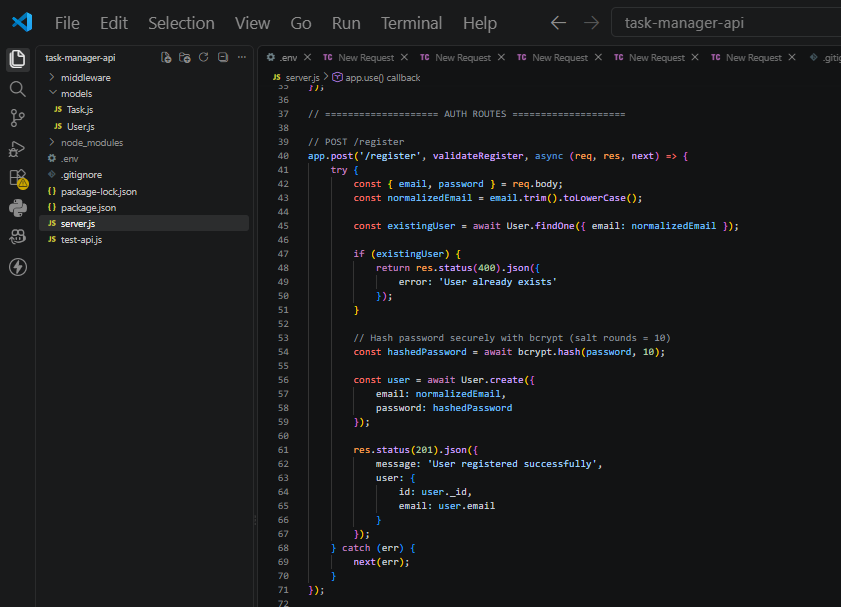 File Edit Selection View Go Run Terminal Help task-manager-api
task-manager-api
middleware
models
JS Task.js
JS User.js
node_modules
.env
.gitignore
{} package-lock.json
{} package.json
JS server.js
JS test-api.js
.env TC New Request TC New Request TC New Request TC New Request TC New Request .gitig
JS server.js > app.use() callback
35 });
36
37 // ==================== AUTH ROUTES ====================
38
39 // POST /register
40 app.post('/register', validateRegister, async (req, res, next) => {
41 try {
42 const { email, password } = req.body;
43 const normalizedEmail = email.trim().toLowerCase();
44
45 const existingUser = await User.findOne({ email: normalizedEmail });
46
47 if (existingUser) {
48 return res.status(400).json({
49 error: 'User already exists'
50 });
51 }
52
53 // Hash password securely with bcrypt (salt rounds = 10)
54 const hashedPassword = await bcrypt.hash(password, 10);
55
56 const user = await User.create({
57 email: normalizedEmail,
58 password: hashedPassword
59 });
60
61 res.status(201).json({
62 message: 'User registered successfully',
63 user: {
64 id: user._id,
65 email: user.email
66 }
67 });
68 } catch (err) {
69 next(err);
70 }
71 });
72